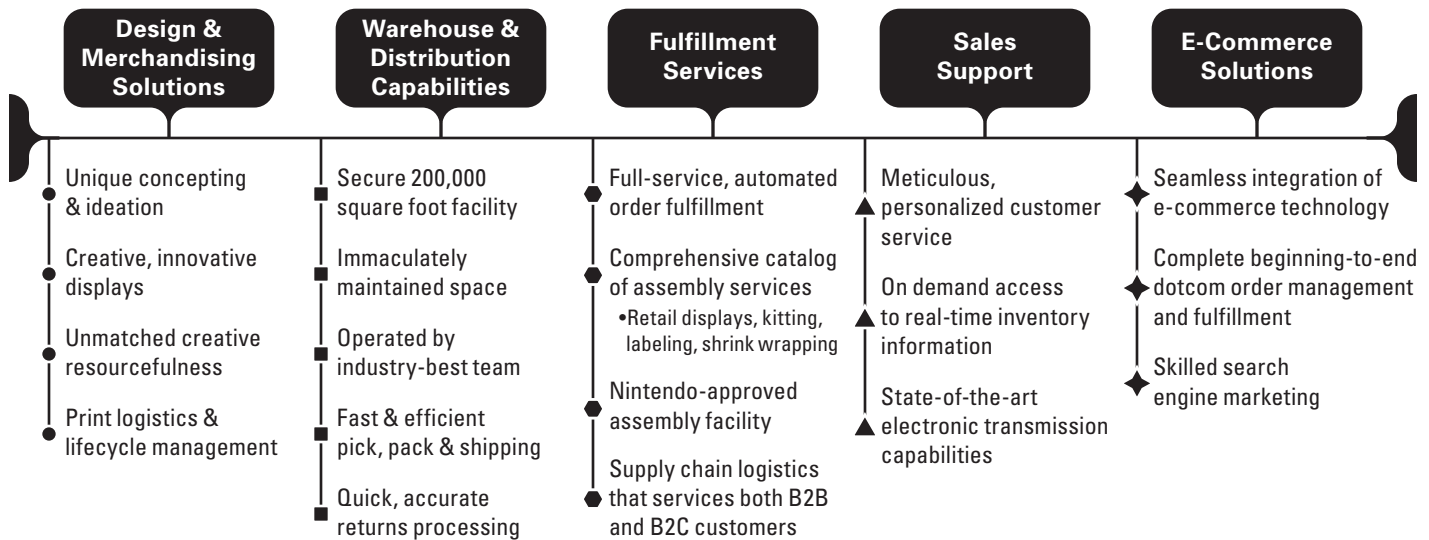 Design &
Merchandising
Solutions
Unique concepting
& ideation
Creative, innovative
displays
Unmatched creative
resourcefulness
Print logistics &
lifecycle management
Warehouse &
Distribution
Capabilities
Secure 200,000
square foot facility
Immaculately
maintained space
Operated by
industry-best team
Fast & efficient
pick, pack & shipping
Quick, accurate
returns processing
Fulfillment
Services
Full-service, automated
order fulfillment
Comprehensive catalog
of assembly services
•Retail displays, kitting,
labeling, shrink wrapping
Nintendo-approved
assembly facility
Supply chain logistics
that services both B2B
and B2C customers
Sales
Support
Meticulous,
personalized customer
service
On demand access
to real-time inventory
information
State-of-the-art
electronic transmission
capabilities
E-Commerce
Solutions
Seamless integration of
e-commerce technology
Complete beginning-to-end
dotcom order management
and fulfillment
Skilled search
engine marketing